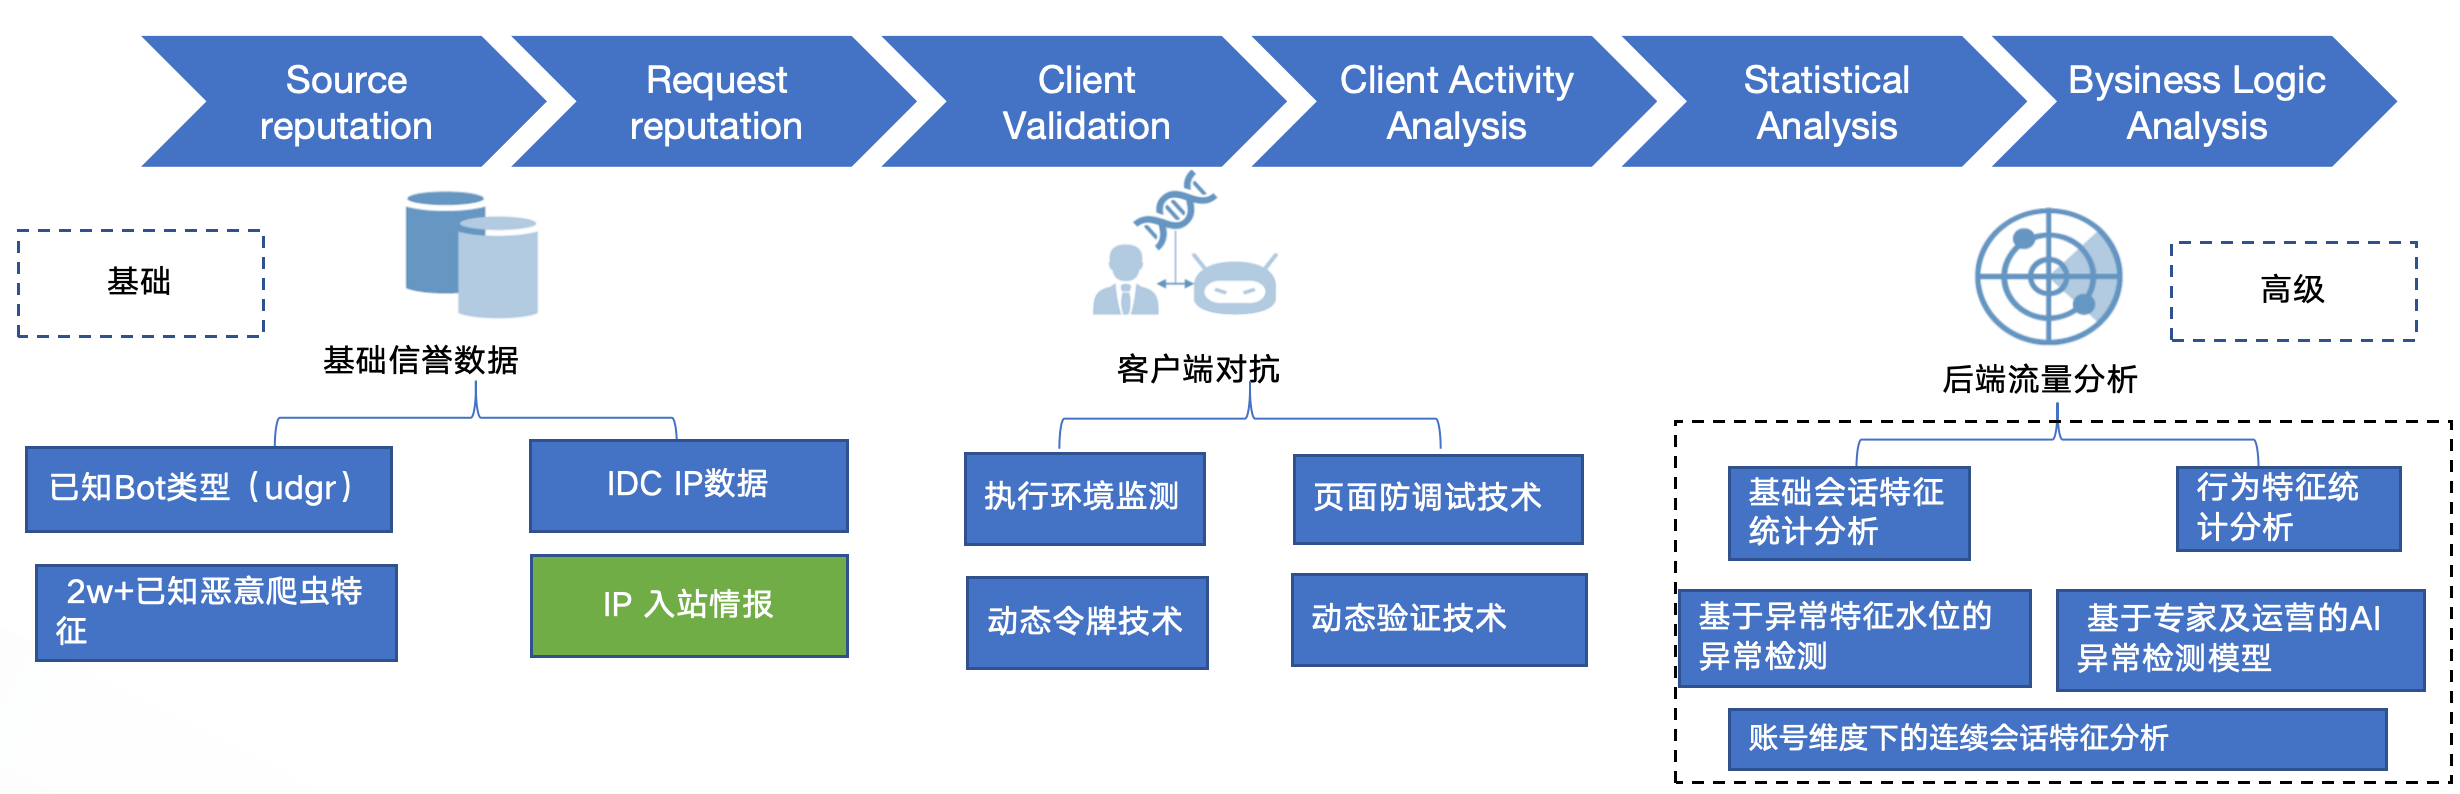 Source
reputation
Request
reputation
Client
Validation
Client Activity
Analysis
Statistical
Analysis
Bysiness Logic
Analysis
基础
高级
基础信誉数据
已知Bot类型（udgr）
IDC IP数据
2w+已知恶意爬虫特
征
IP 入站情报
客户端对抗
执行环境监测
页面防调试技术
动态令牌技术
动态验证技术
后端流量分析
基础会话特征
统计分析
行为特征统
计分析
基于异常特征水位的
异常检测
基于专家及运营的AI
异常检测模型
账号维度下的连续会话特征分析